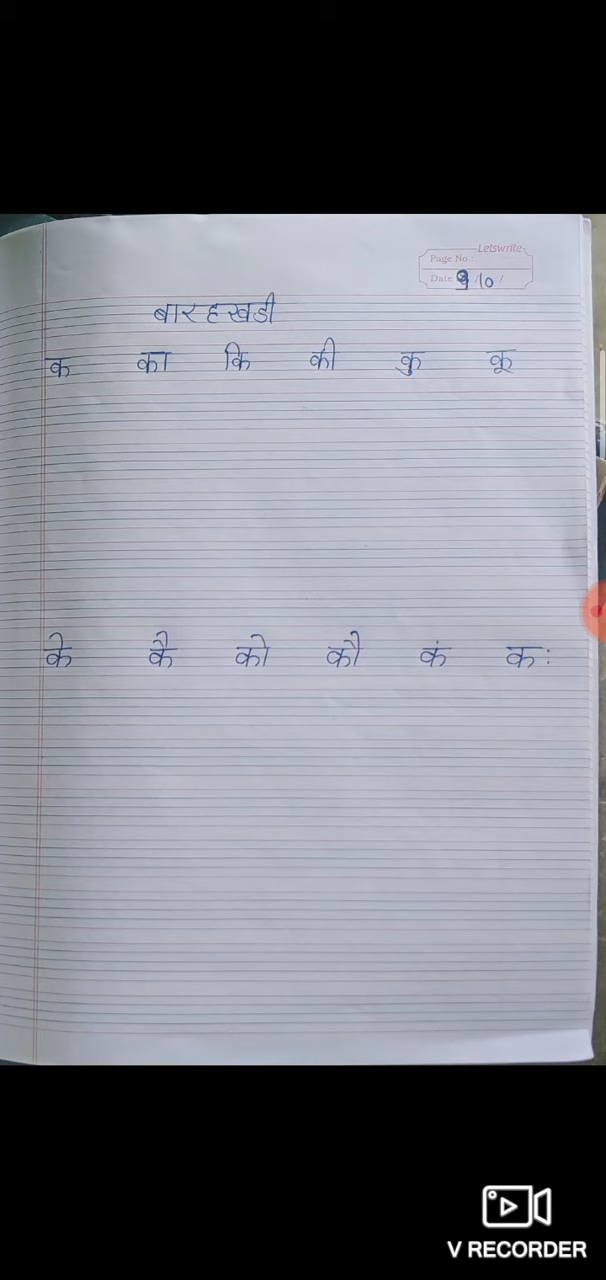 Letswrite
Page No.:
Date 9/10/
बारहखडी
क का कि की कु कू
के कै को कौ कं कः
V RECORDER